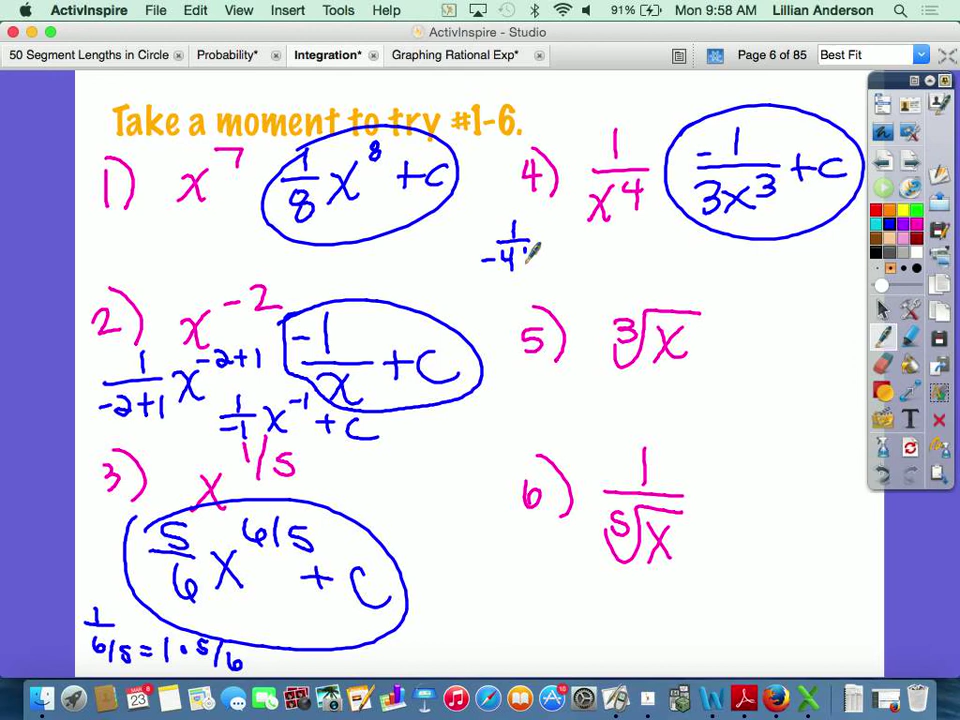 ActivInspire File Edit View Insert Tools Help 91% Mon 9:58 AM Lillian Anderson
ActivInspire - Studio
50 Segment Lengths in Circle Probability* Integration* Graphing Rational Exp* Page 6 of 85 Best Fit
Take a moment to try #1-6.
1) x^7 1/8 x^8 + c
2) x^-2 -1/x + c
1/-2+1 x^-2+1
1/-1 x^-1 + c
3) x^1/5
5/6 x^6/5 + c
1/6/5 = 1 · 5/6
4) 1/x^4 -1/3x^3 + c
1/-4
5) ³√x
6) 1/⁵√x